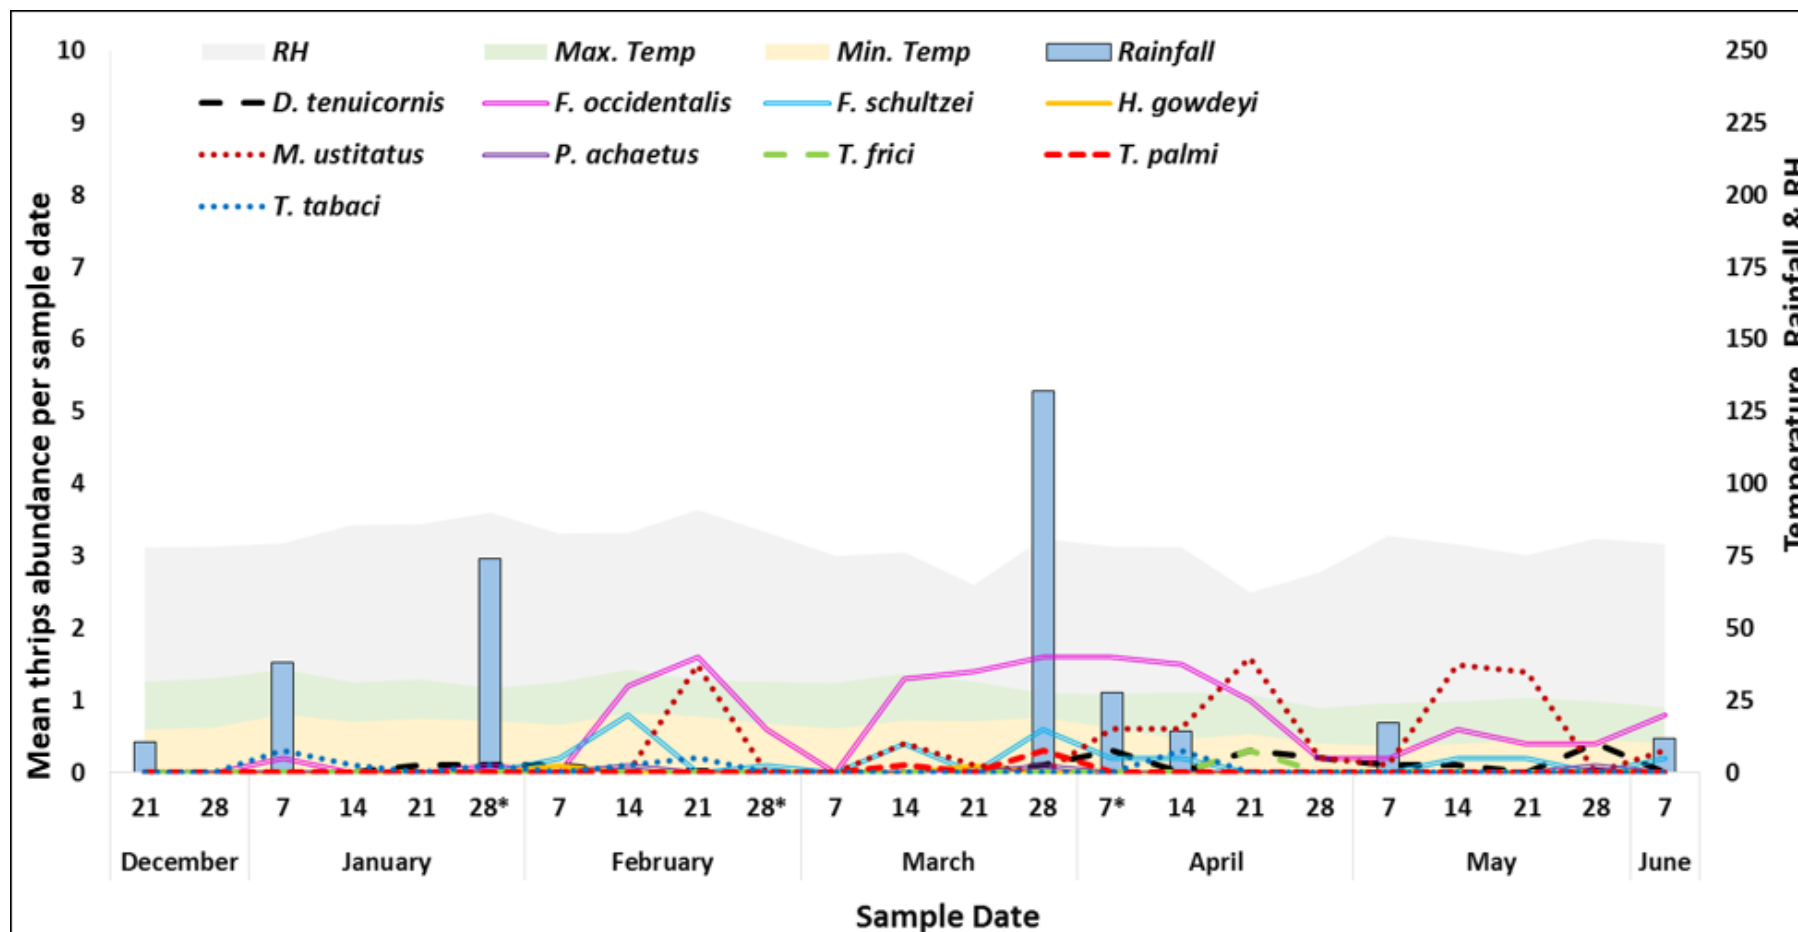 10 RH Max. Temp Min. Temp Rainfall 250
D. tenuicornis F. occidentalis F. schultzei H. gowdeyi
9 225
M. ustitatus P. achaetus T. frici T. palmi
8 200
T. tabaci
7 175
6 150
5 125
4 100
3 75
2 50
1 25
0 0
Mean thrips abundance per sample date
Temperature, Rainfall & RH
21 28 7 14 21 28* 7 14 21 28* 7 14 21 28 7* 14 21 28 7 14 21 28 7
December January February March April May June
Sample Date